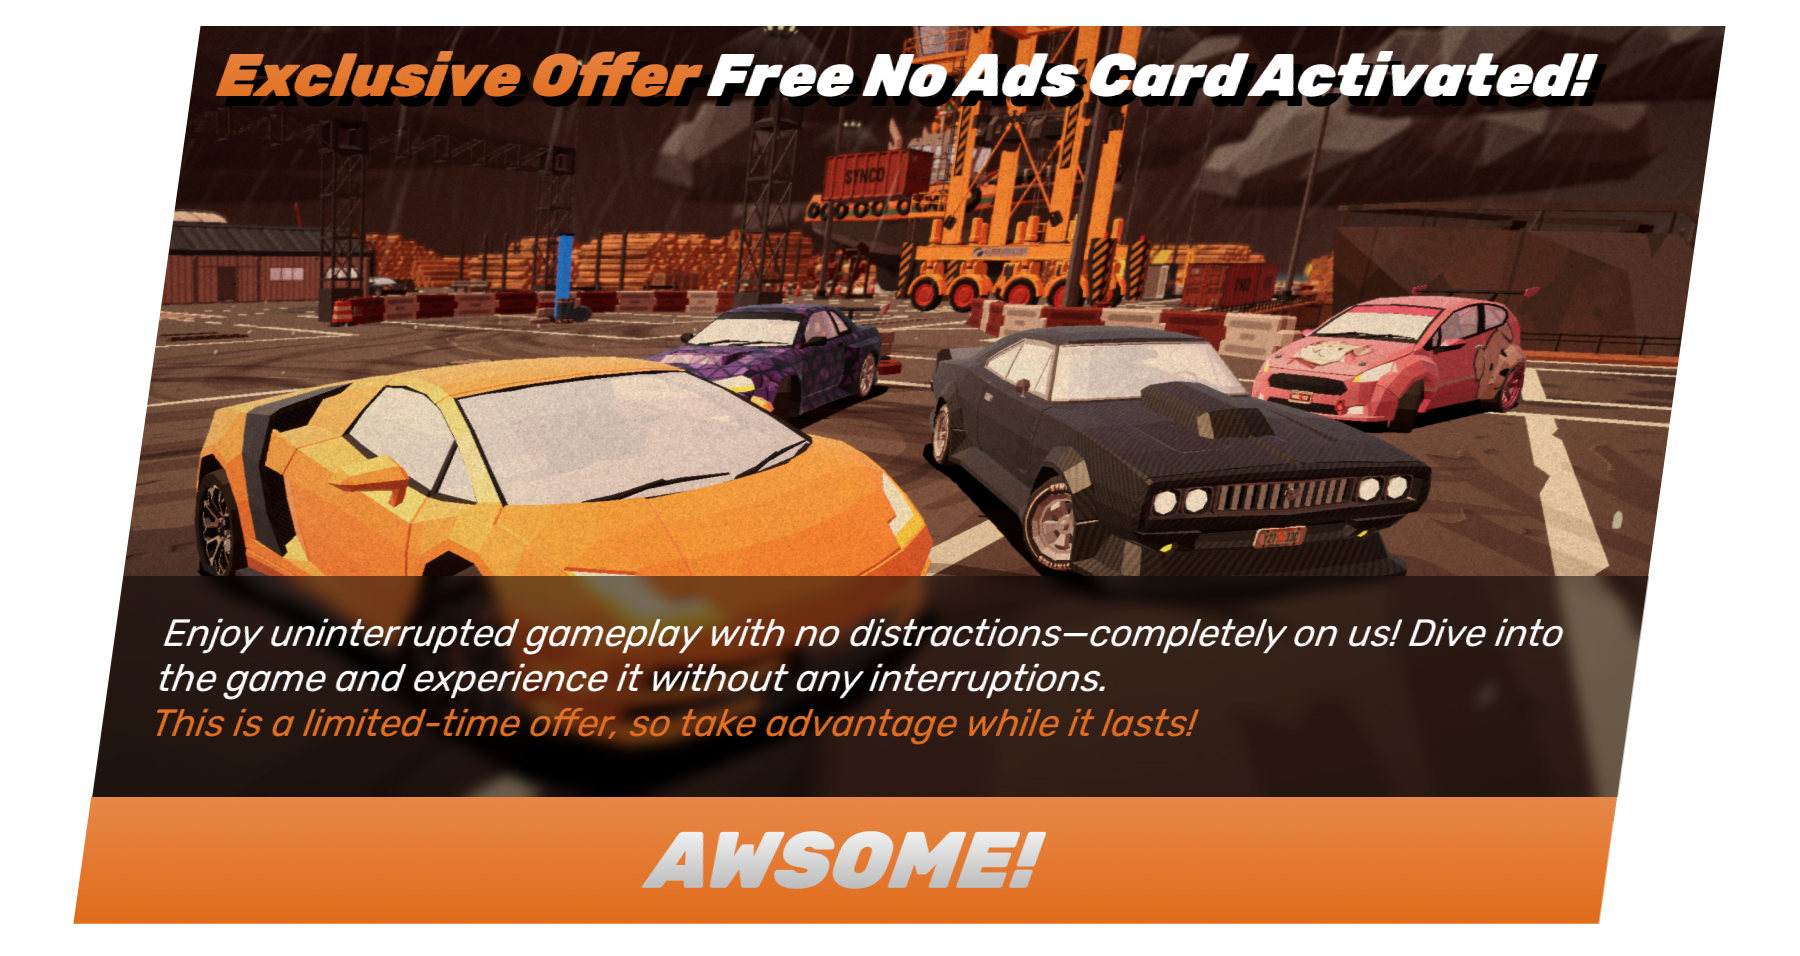 Exclusive Offer Free No Ads Card Activated!
SYNCO
Enjoy uninterrupted gameplay with no distractions–completely on us! Dive into
the game and experience it without any interruptions.
This is a limited-time offer, so take advantage while it lasts!
AWSOME!